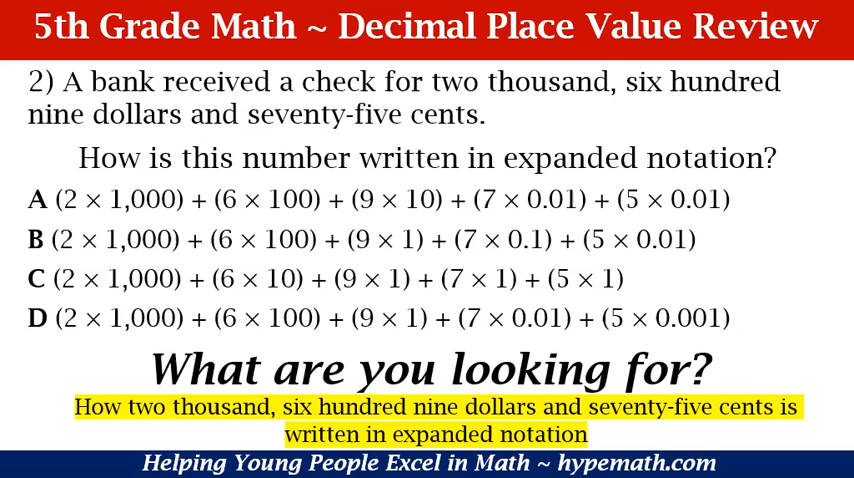 5th Grade Math ~ Decimal Place Value Review
2) A bank received a check for two thousand, six hundred
nine dollars and seventy-five cents.
How is this number written in expanded notation?
A (2 × 1,000) + (6 × 100) + (9 × 10) + (7 × 0.01) + (5 × 0.01)
B (2 × 1,000) + (6 × 100) + (9 × 1) + (7 × 0.1) + (5 × 0.01)
C (2 × 1,000) + (6 × 10) + (9 × 1) + (7 × 1) + (5 × 1)
D (2 × 1,000) + (6 × 100) + (9 × 1) + (7 × 0.01) + (5 × 0.001)
What are you looking for?
How two thousand, six hundred nine dollars and seventy-five cents is
written in expanded notation
Helping Young People Excel in Math ~ hypemath.com